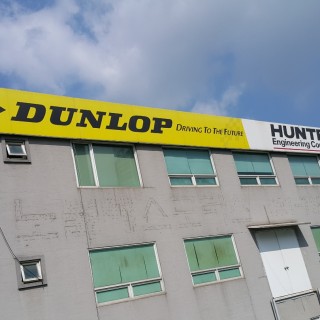 DUNLOP DRIVING TO THE FUTURE
HUNT
Engineering Co